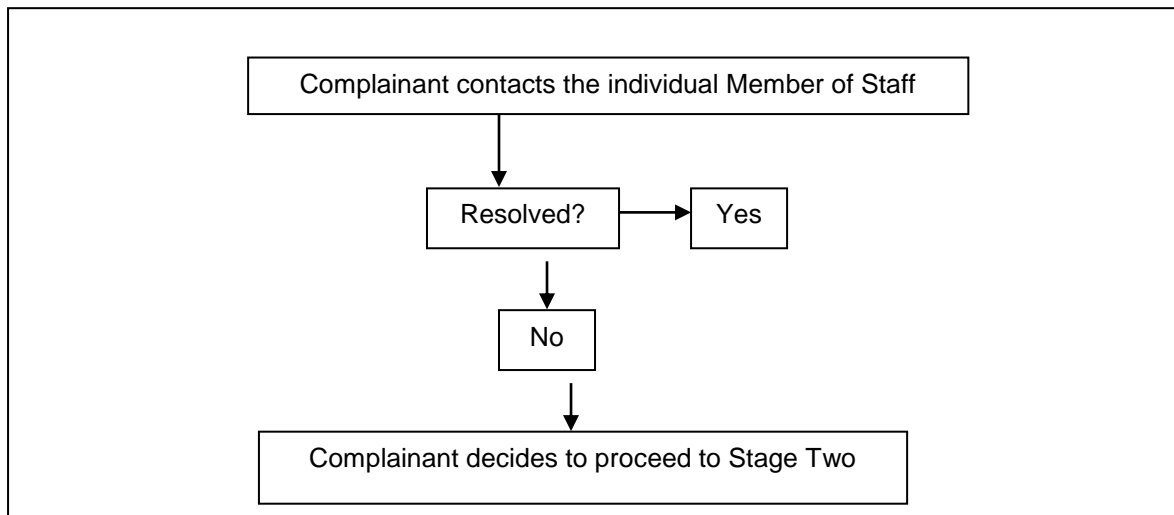 Complainant contacts the individual Member of Staff
Resolved?
Yes
No
Complainant decides to proceed to Stage Two